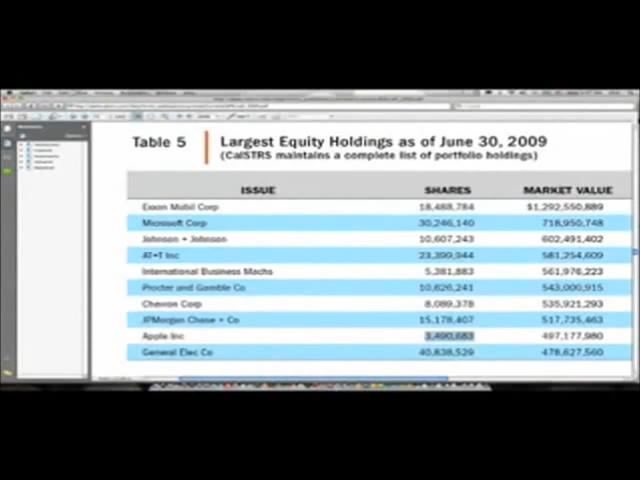 Table 5
Largest Equity Holdings as of June 30, 2009
(CalSTRS maintains a complete list of portfolio holdings)
ISSUE SHARES MARKET VALUE
Exxon Mobil Corp 18,488,784 $1,292,550,889
Microsoft Corp 30,246,140 718,950,748
Johnson + Johnson 10,607,243 602,491,402
AT+T Inc 23,399,944 581,254,609
International Business Machs 5,381,883 561,976,223
Procter and Gamble Co 10,626,241 543,000,915
Chevron Corp 8,089,378 535,921,293
JPMorgan Chase + Co 15,178,407 517,735,463
Apple Inc 3,490,683 497,177,980
General Elec Co 40,838,529 478,627,560